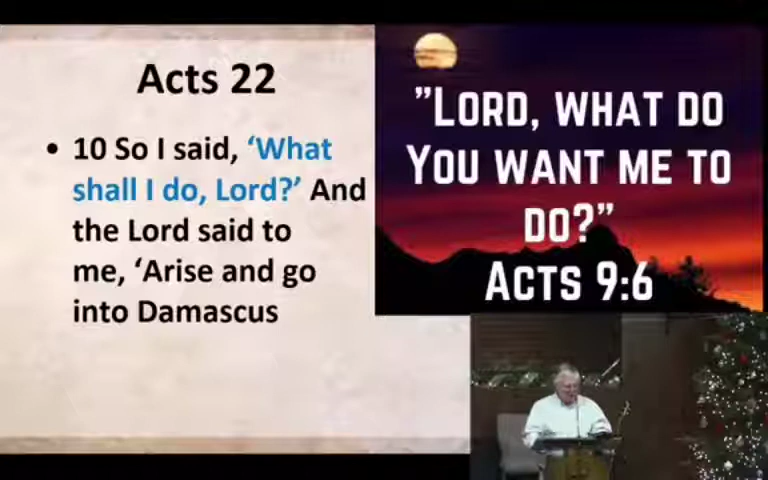 Acts 22
• 10 So I said, ‘What
shall I do, Lord?’ And
the Lord said to
me, ‘Arise and go
into Damascus
"Lord, what do
You want me to
do?"
Acts 9:6